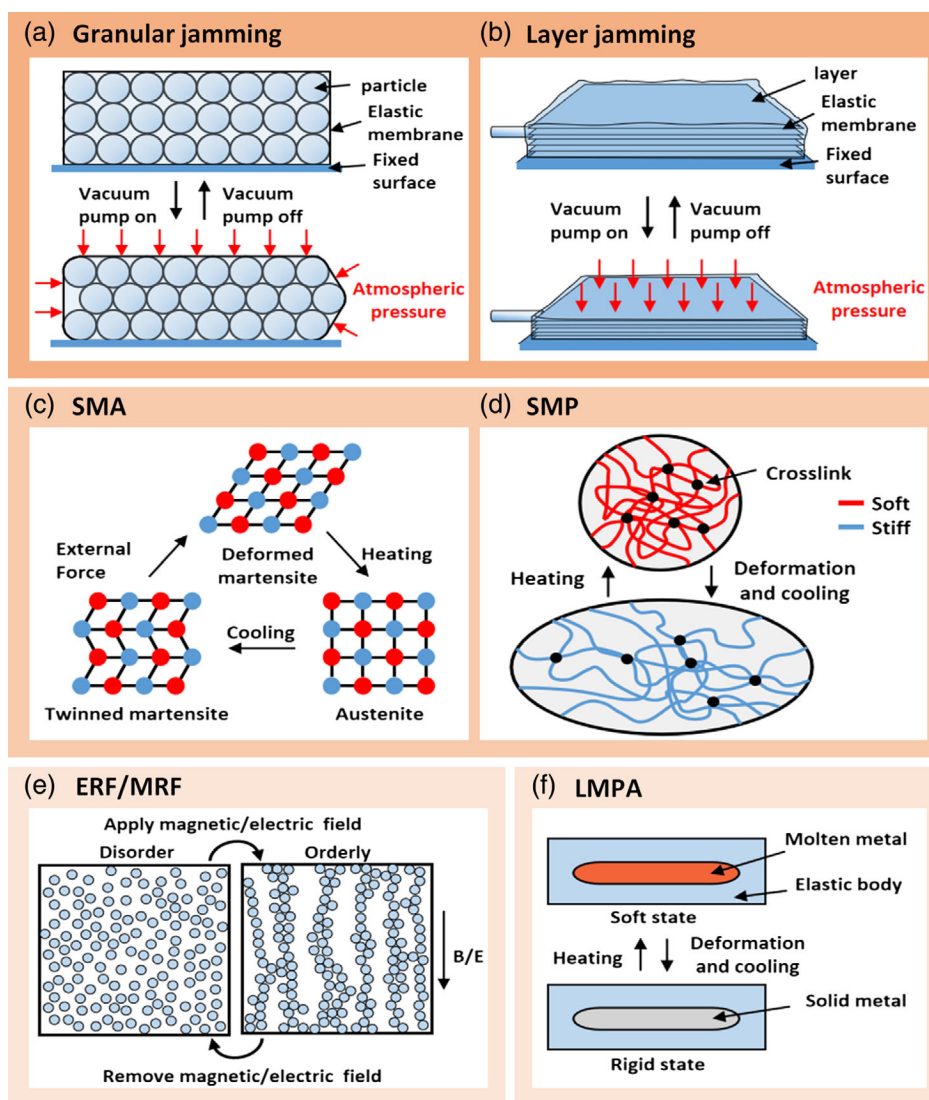 (a) Granular jamming
particle
Elastic
membrane
Fixed
surface
Vacuum
pump on
Vacuum
pump off
Atmospheric
pressure
(b) Layer jamming
layer
Elastic
membrane
Fixed
surface
Vacuum
pump on
Vacuum
pump off
Atmospheric
pressure
(c) SMA
External
Force
Deformed
martensite
Heating
Cooling
Twinned martensite
Austenite
(d) SMP
Crosslink
Soft
Stiff
Heating
Deformation
and cooling
(e) ERF/MRF
Apply magnetic/electric field
Disorder
Orderly
B/E
Remove magnetic/electric field
(f) LMPA
Molten metal
Elastic body
Soft state
Heating
Deformation
and cooling
Solid metal
Rigid state